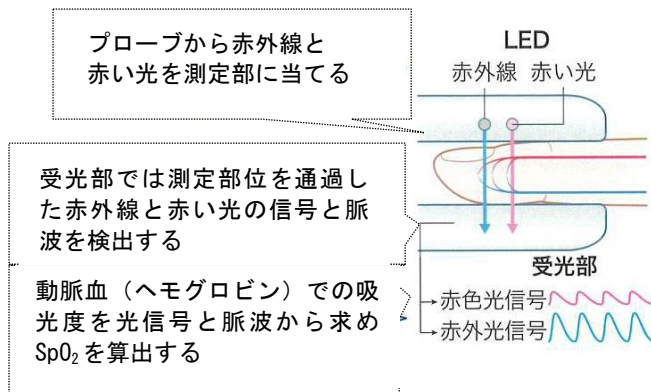 プローブから赤外線と
赤い光を測定部に当てる
LED
赤外線 赤い光
受光部では測定部位を通過し
た赤外線と赤い光の信号と脈
波を検出する
動脈血（ヘモグロビン）での吸
光度を光信号と脈波から求め
SpO₂を算出する
受光部
赤色光信号
赤外光信号